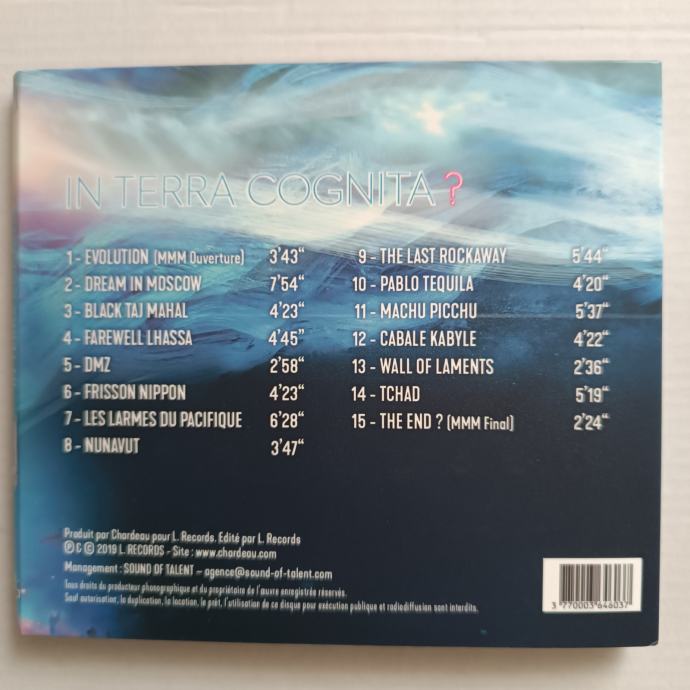 IN TERRA COGNITA ?
1 - EVOLUTION (MMM Ouverture) 3'43"
2 - DREAM IN MOSCOW 7'54"
3 - BLACK TAJ MAHAL 4'23"
4 - FAREWELL LHASSA 4'45"
5 - DMZ 2'58"
6 - FRISSON NIPPON 4'23"
7 - LES LARMES DU PACIFIQUE 6'28"
8 - NUNAVUT 3'47"
9 - THE LAST ROCKAWAY 5'44"
10 - PABLO TEQUILA 4'20"
11 - MACHU PICCHU 5'37"
12 - CABALE KABYLE 4'22"
13 - WALL OF LAMENTS 2'36"
14 - TCHAD 5'19"
15 - THE END ? (MMM Final) 2'24"
Produit par Chardeau pour L. Records. Edité par L. Records
℗ & © 2019 L. RECORDS - Site : www.chardeau.com
Management : SOUND OF TALENT – agence@sound-of-talent.com
Tous droits du producteur phonographique et du propriétaire de l'œuvre enregistrée réservés.
Sauf autorisation, la duplication, la location, le prêt, l'utilisation de ce disque pour exécution publique et radiodiffusion sont interdits.
3 770003 646037